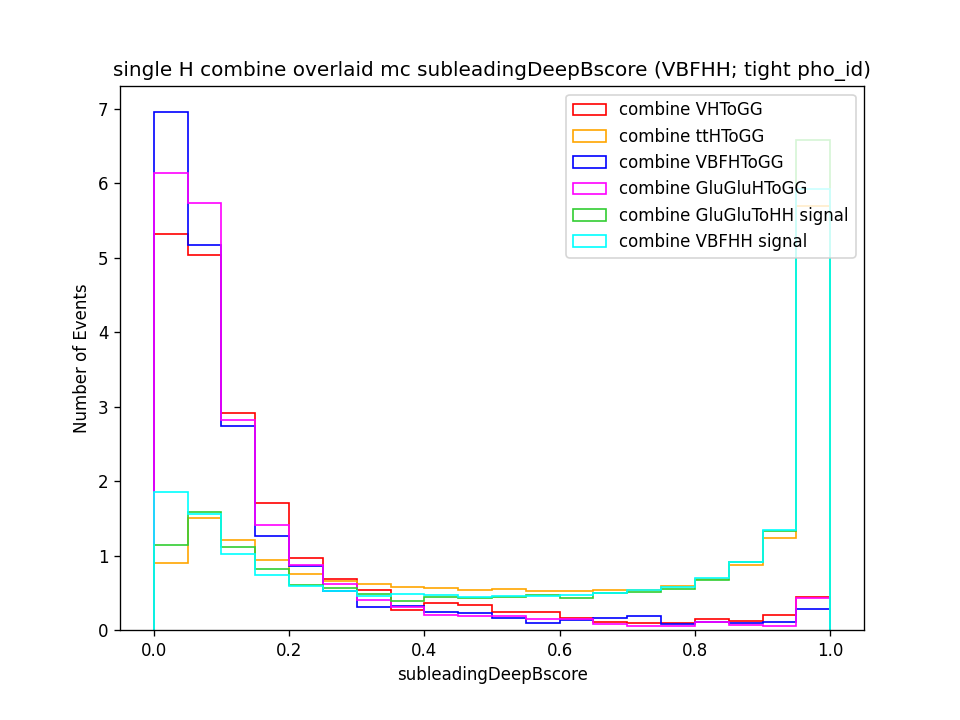 single H combine overlaid mc subleadingDeepBscore (VBFHH; tight pho_id)
combine VHToGG
combine ttHToGG
combine VBFHToGG
combine GluGluHToGG
combine GluGluToHH signal
combine VBFHH signal
Number of Events
7
6
5
4
3
2
1
0
0.0 0.2 0.4 0.6 0.8 1.0
subleadingDeepBscore